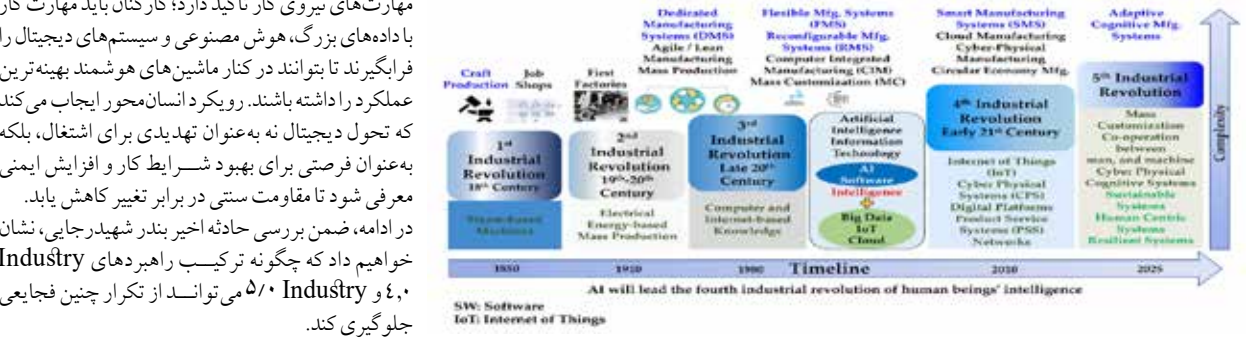 مهارت‌های نیروی کار تأکید دارد؛ کارکنان باید مهارت کار
با داده‌های بزرگ، هوش مصنوعی و سیستم‌های دیجیتال را
فرابگیرند تا بتوانند در کنار ماشین‌های هوشمند بهینه‌ترین
عملکرد را داشته باشند. رویکرد انسان‌محور ایجاب می‌کند
که تحول دیجیتال نه به‌عنوان تهدیدی برای اشتغال، بلکه
به‌عنوان فرصتی برای بهبود شــرایط کار و افزایش ایمنی
معرفی شود تا مقاومت سنتی در برابر تغییر کاهش یابد.
در ادامه، ضمن بررسی حادثه اخیر بندر شهیدرجایی، نشان
خواهیم داد که چگونه ترکیــب راهبردهای Industry
۴,۰ و Industry ۵/۰ می‌توانــد از تکرار چنین فجایعی
جلوگیری کند.
Craft
Production
Job
Shops
First
Factories
Dedicated
Manufacturing
Systems (DMS)
Agile / Lean
Manufacturing
Mass Production
Flexible Mfg. Systems
(FMS)
Reconfigurable Mfg.
Systems (RMS)
Computer Integrated
Manufacturing (CIM)
Mass Customization (MC)
Smart Manufacturing
Systems (SMS)
Cloud Manufacturing
Cyber-Physical
Manufacturing
Circular Economy Mfg.
Adaptive
Cognitive Mfg.
Systems
1st
Industrial
Revolution
18th Century
Steam-based
Machines
2nd
Industrial
Revolution
19th-20th
Century
Electrical
Energy-based
Mass Production
3rd
Industrial
Revolution
Late 20th
Century
Computer and
Internet-based
Knowledge
Artificial
Intelligence
Information
Technology
AI
Software
Intelligence
Big Data
IoT
Cloud
4th Industrial
Revolution
Early 21st Century
Internet of Things
(IoT)
Cyber Physical
Systems (CPS)
Digital Platforms
Product Service
Systems (PSS)
Networks
5th Industrial
Revolution
Mass
Customization
Co-operation
between
man, and machine
Cyber Physical
Cognitive Systems
Sustainable
Systems
Human Centric
Systems
Resilient Systems
Complexity
1910
Timeline
2010
2025
AI will lead the fourth industrial revolution of human beings' intelligence
SW: Software
IoT: Internet of Things